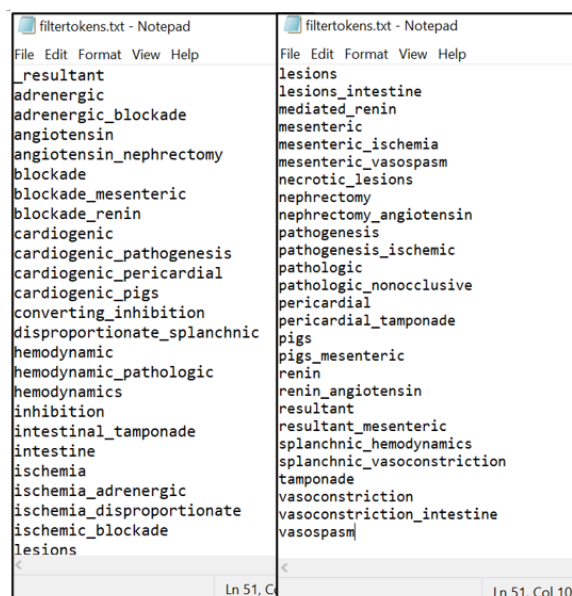 filtertokens.txt - Notepad
File Edit Format View Help
_resultant
adrenergic
adrenergic_blockade
angiotensin
angiotensin_nephrectomy
blockade
blockade_mesenteric
blockade_renin
cardiogenic
cardiogenic_pathogenesis
cardiogenic_pericardial
cardiogenic_pigs
converting_inhibition
disproportionate_splanchnic
hemodynamic
hemodynamic_pathologic
hemodynamics
inhibition
intestinal_tamponade
intestine
ischemia
ischemia_adrenergic
ischemia_disproportionate
ischemic_blockade
lesions
Ln 51, C
filtertokens.txt - Notepad
File Edit Format View Help
lesions
lesions_intestine
mediated_renin
mesenteric
mesenteric_ischemia
mesenteric_vasospasm
necrotic_lesions
nephrectomy
nephrectomy_angiotensin
pathogenesis
pathogenesis_ischemic
pathologic
pathologic_nonocclusive
pericardial
pericardial_tamponade
pigs
pigs_mesenteric
renin
renin_angiotensin
resultant
resultant_mesenteric
splanchnic_hemodynamics
splanchnic_vasoconstriction
tamponade
vasoconstriction
vasoconstriction_intestine
vasospasm
Ln 51, Col 10